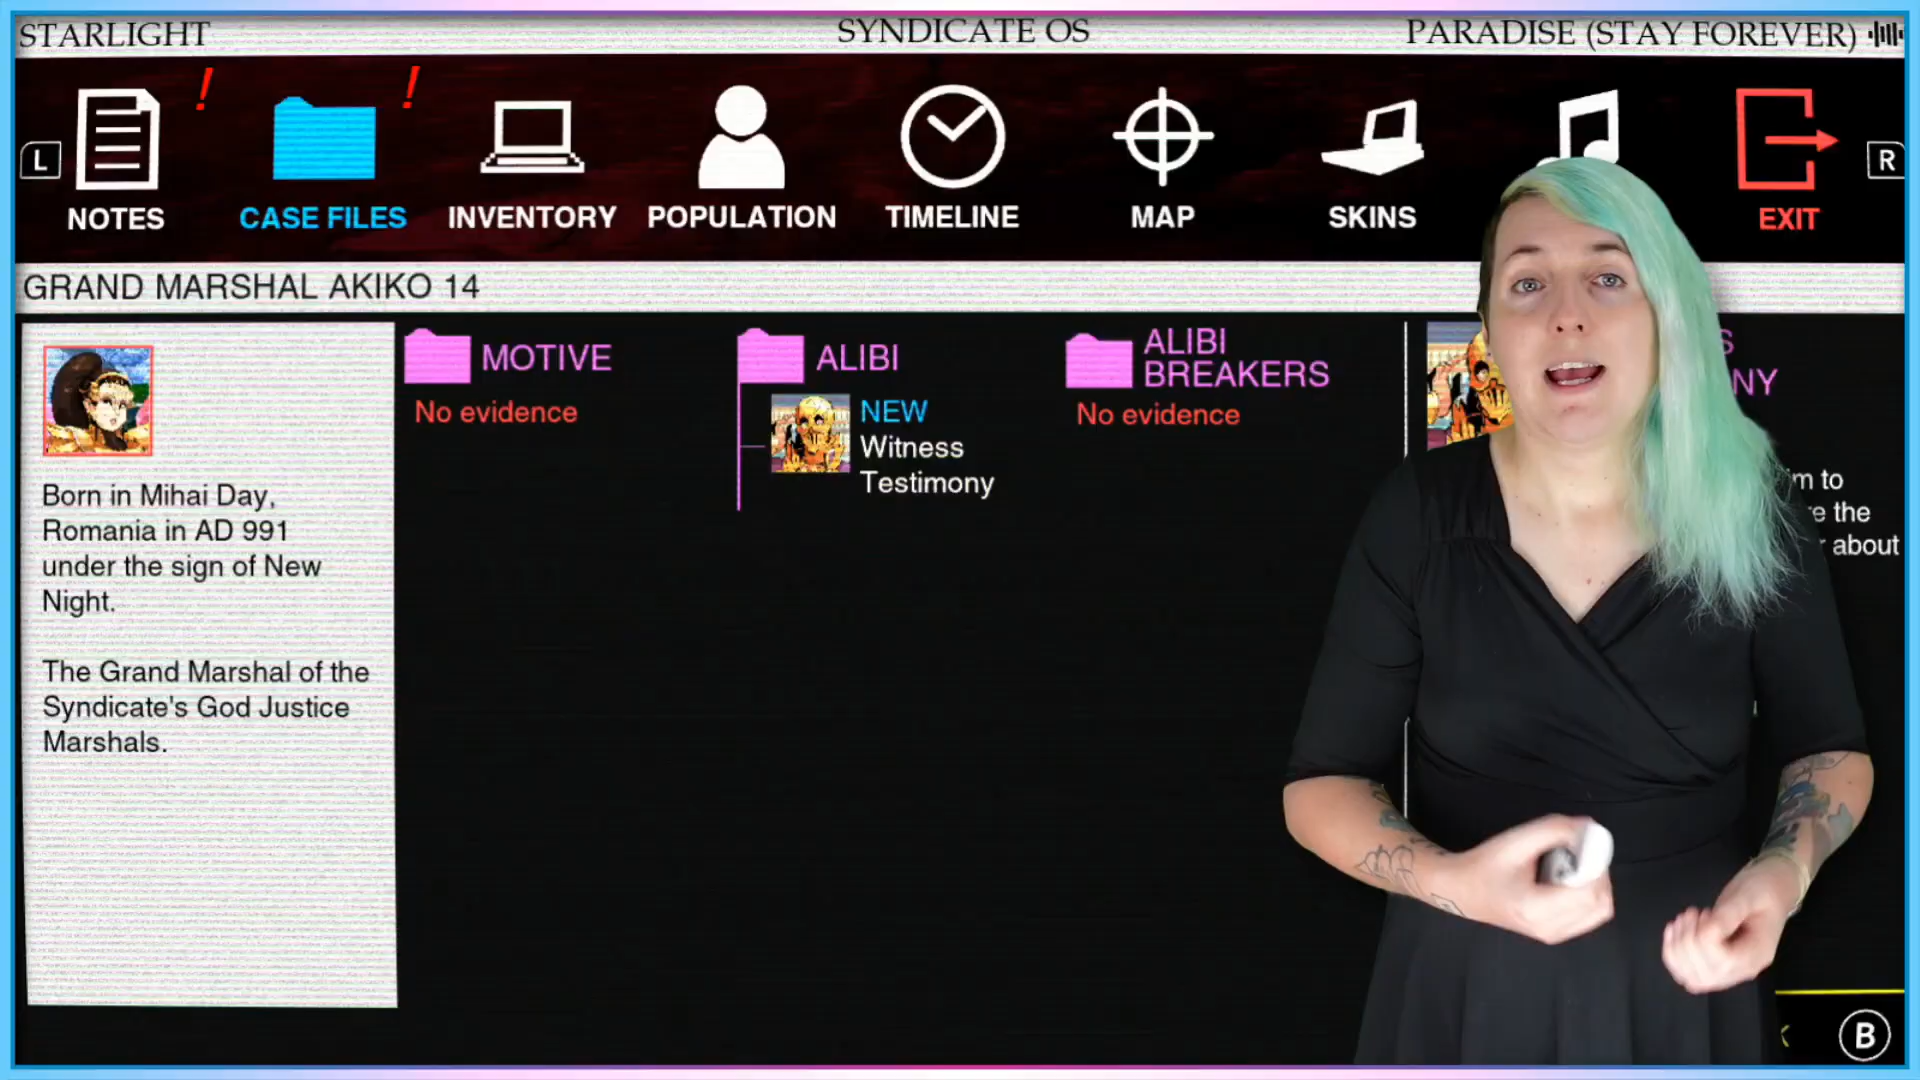 STARLIGHT
SYNDICATE OS
PARADISE (STAY FOREVER)
!
!
L
R
NOTES
CASE FILES
INVENTORY
POPULATION
TIMELINE
MAP
SKINS
EXIT
GRAND MARSHAL AKIKO 14
Born in Mihai Day,
Romania in AD 991
under the sign of New
Night.
The Grand Marshal of the
Syndicate's God Justice
Marshals.
MOTIVE
No evidence
ALIBI
NEW
Witness
Testimony
ALIBI
BREAKERS
No evidence
to
the
about
B